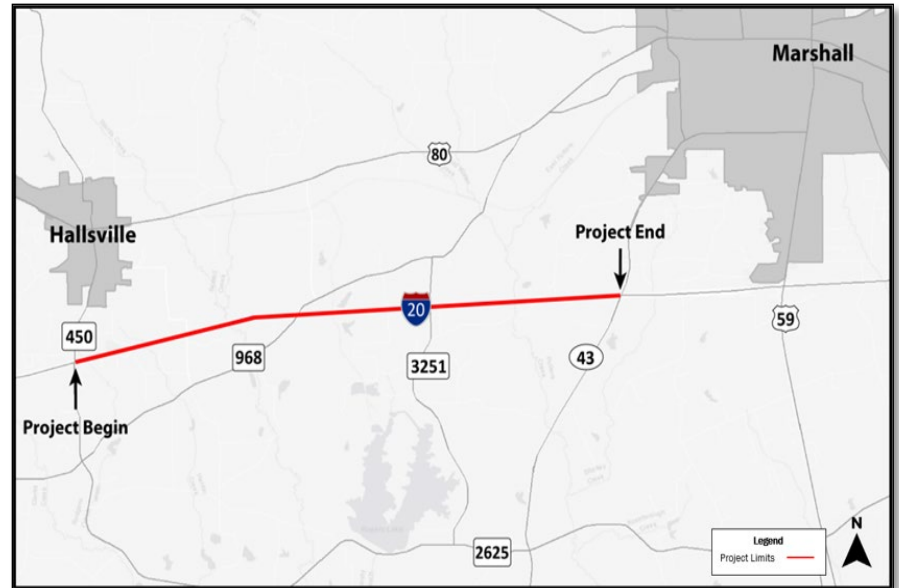 Marshall
80
Hallsville
Project End
20
59
450
968
3251
43
Project Begin
2625
N
Legend
Project Limits